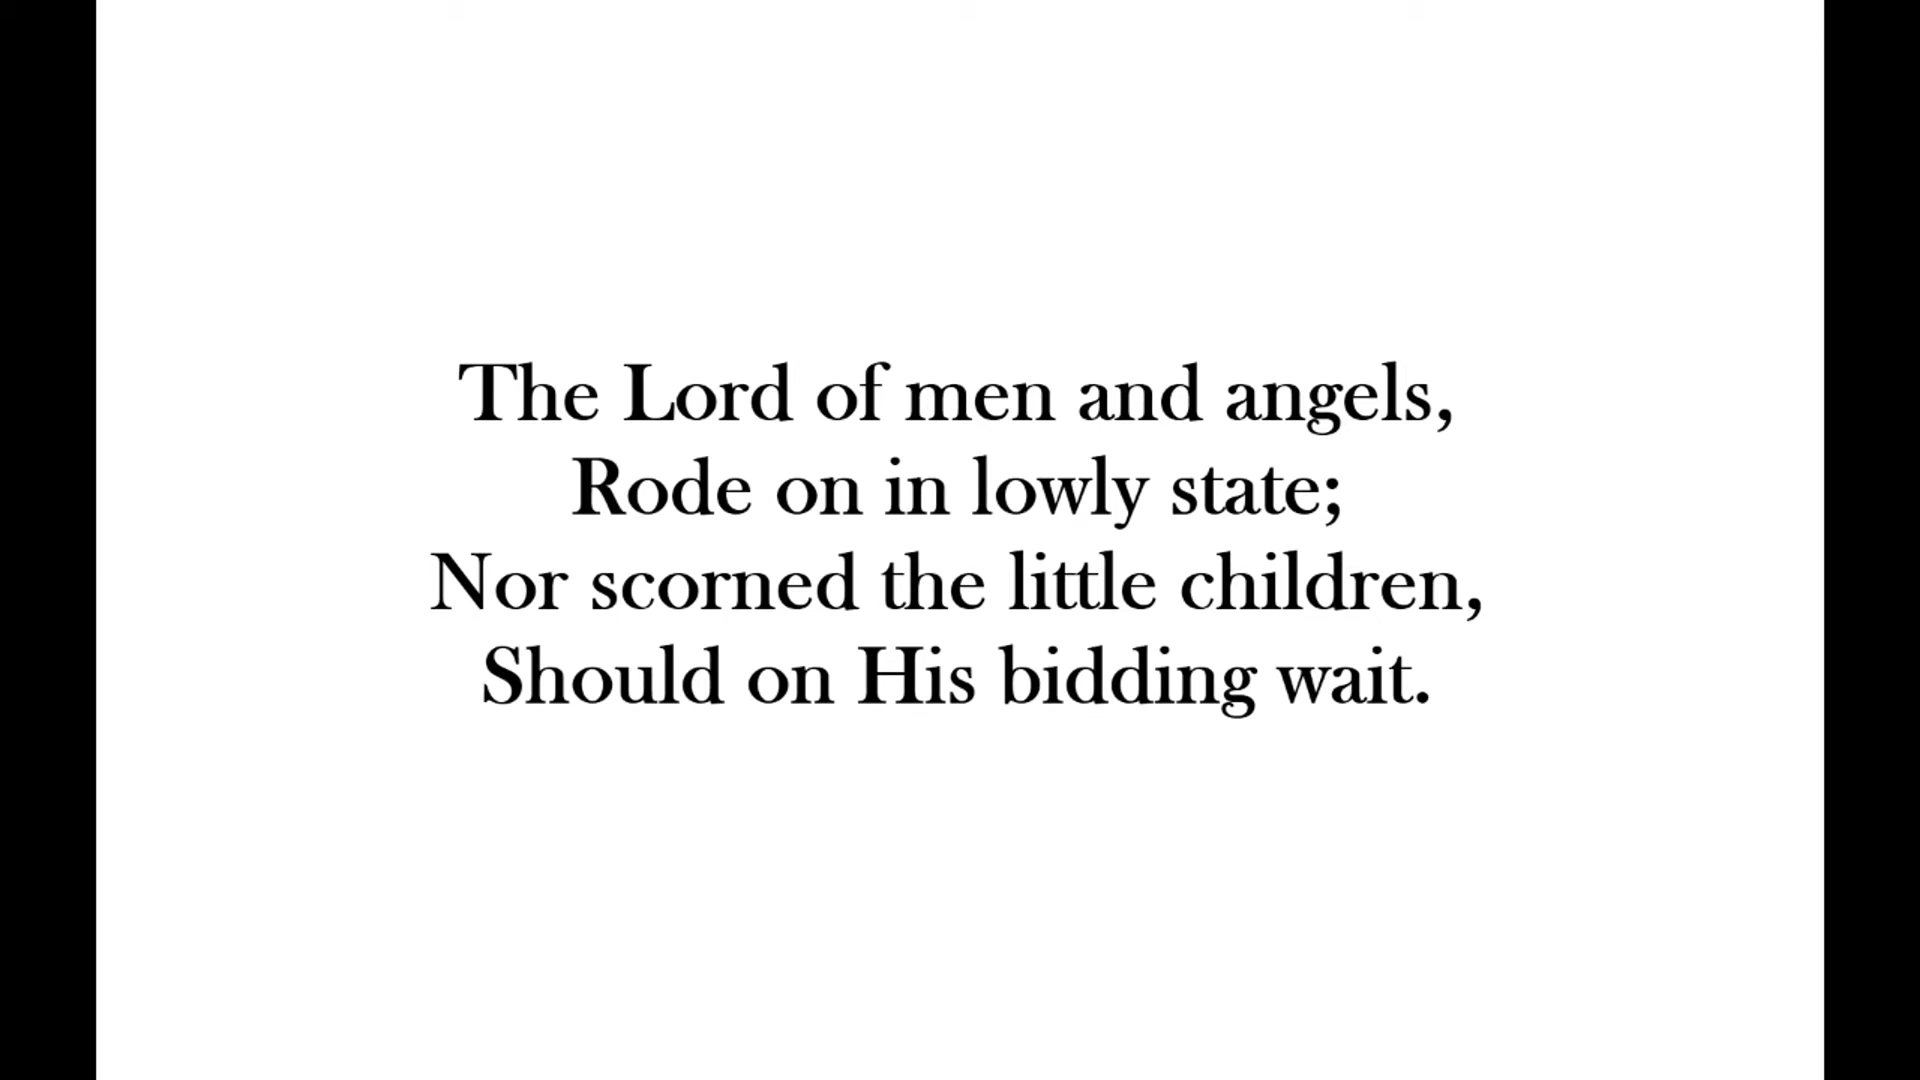 The Lord of men and angels,
Rode on in lowly state;
Nor scorned the little children,
Should on His bidding wait.